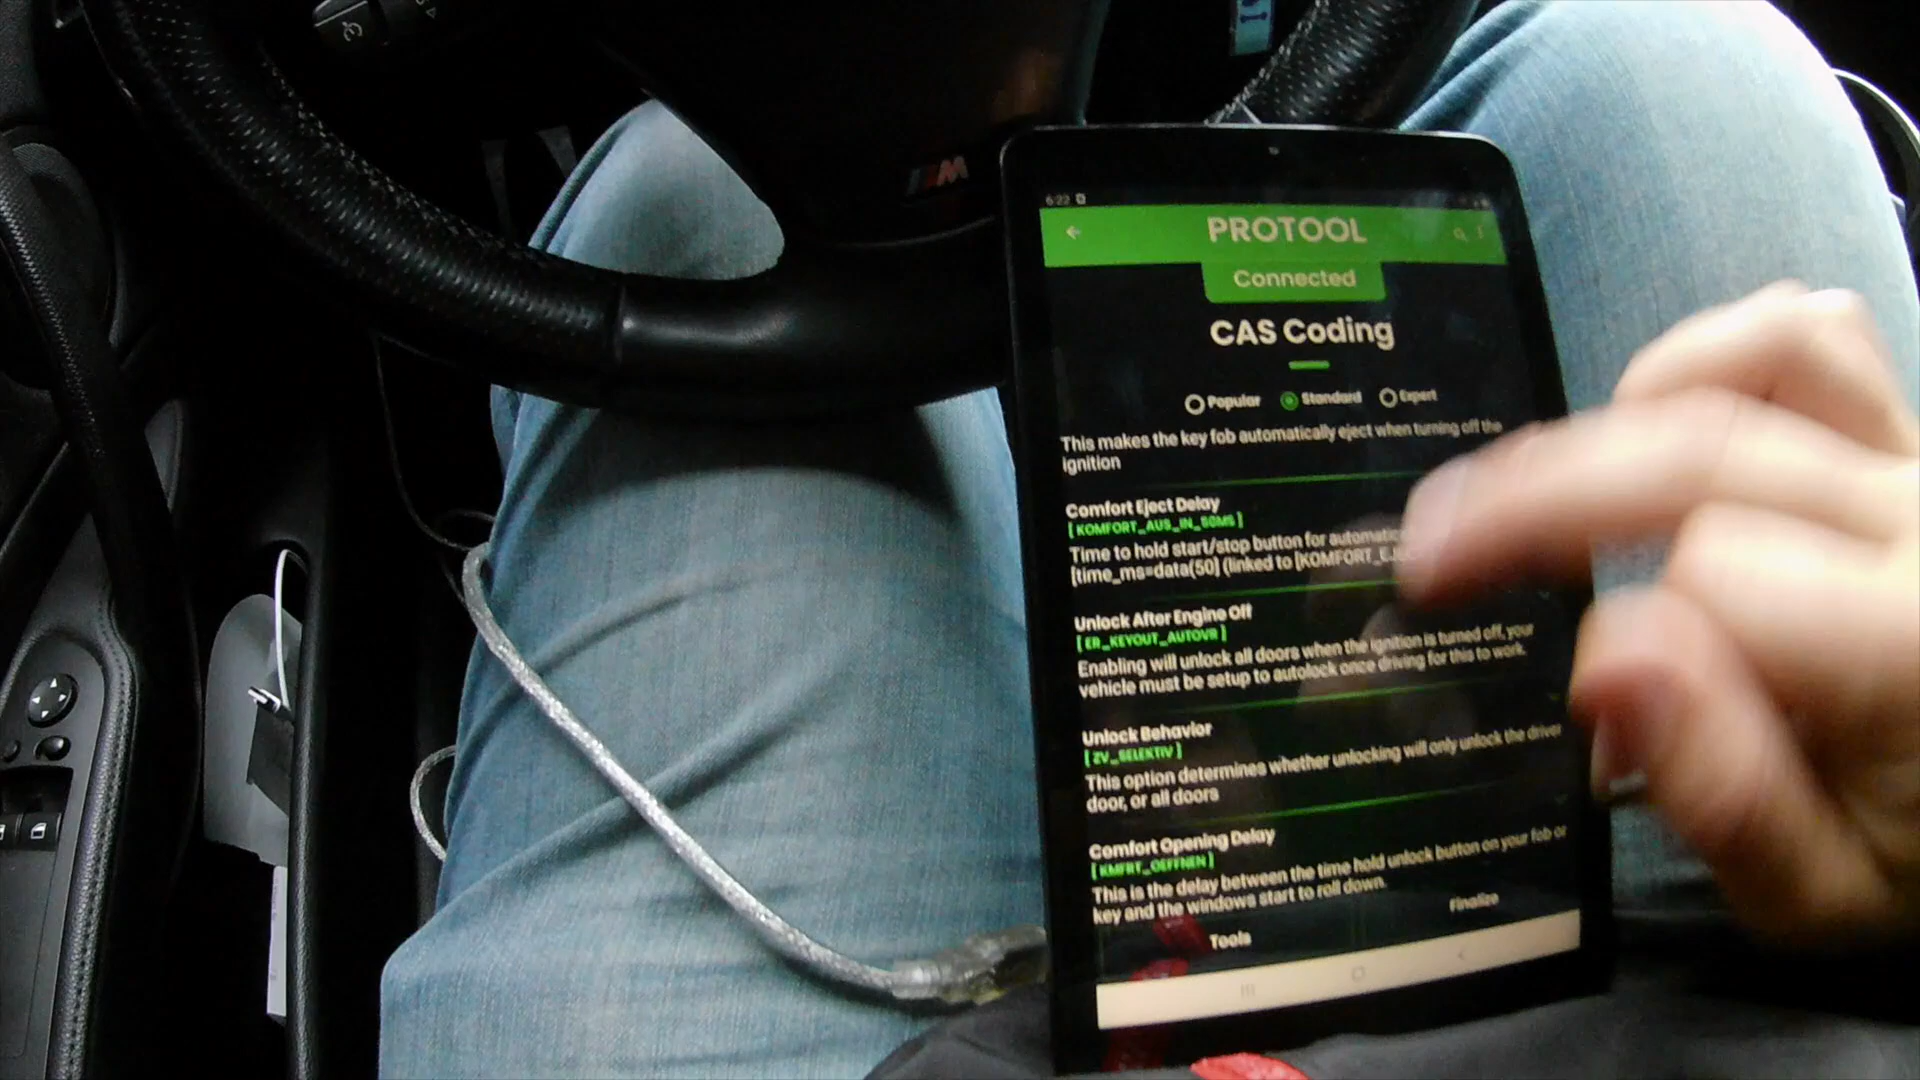 M
6:22
PROTOOL
Connected
CAS Coding
Popular Standard Expert
This makes the key fob automatically eject when turning off the
ignition
Comfort Eject Delay
[ KOMFORT_AUS_IN_50MS ]
Time to hold start/stop button for automatic
[time_ms=data(50] (linked to [KOMFORT_EJ
Unlock After Engine Off
[ ER_KEYOUT_AUTOVR ]
Enabling will unlock all doors when the ignition is turned off, your
vehicle must be setup to autolock once driving for this to work.
Unlock Behavior
[ ZV_SELEKTIV ]
This option determines whether unlocking will only unlock the driver
door, or all doors
Comfort Opening Delay
[ KMFRT_OEFFNEN ]
This is the delay between the time hold unlock button on your fob or
key and the windows start to roll down.
Tools Finalize